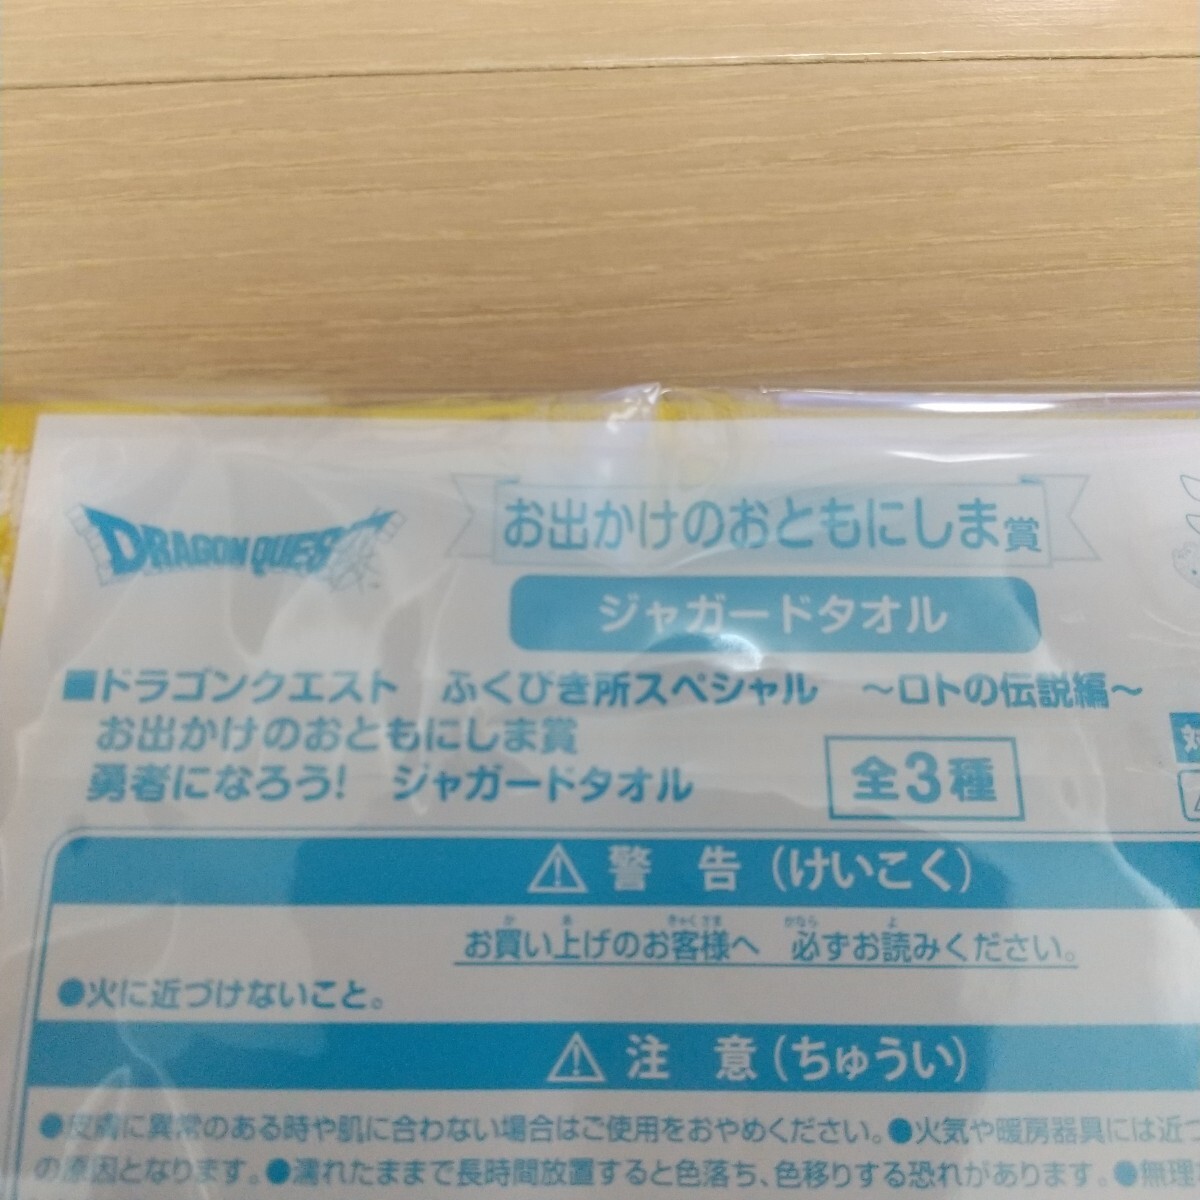 DRAGON QUEST
お出かけのおともにしま賞
ジャガードタオル
■ドラゴンクエスト ふくびき所スペシャル ～ロトの伝説編～
お出かけのおともにしま賞
勇者になろう! ジャガードタオル
全3種
対
⚠警 告(けいこく)
お買い上げのお客様へ 必ずお読みください。
●火に近づけないこと。
⚠注 意(ちゅうい)
●皮膚に異常のある時や肌に合わない場合はご使用をおやめください。●火気や暖房器具には近づ
の原因となります。●濡れたままで長時間放置すると色落ち、色移りする恐れがあります。●無理